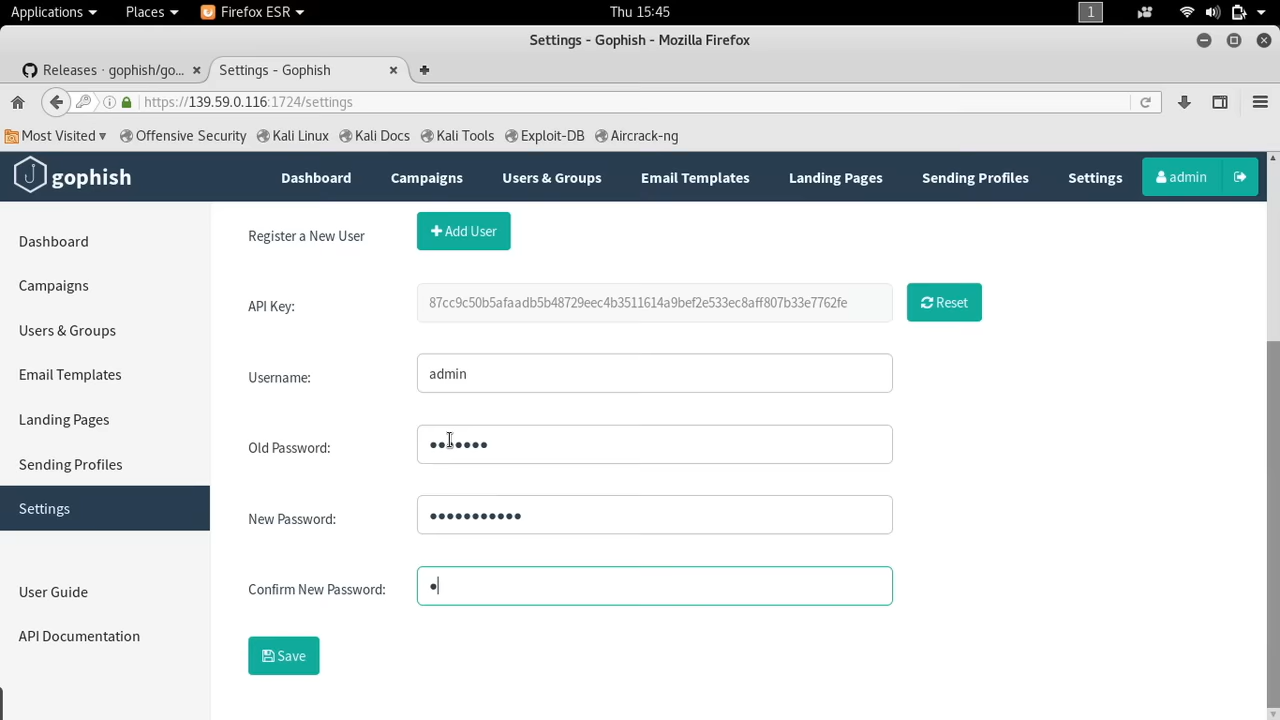 Applications ▾ Places ▾ Firefox ESR ▾ Thu 15:45 1
Settings - Gophish - Mozilla Firefox
Releases · gophish/go... × Settings - Gophish ×
https://139.59.0.116:1724/settings
Most Visited ▾ Offensive Security Kali Linux Kali Docs Kali Tools Exploit-DB Aircrack-ng
gophish Dashboard Campaigns Users & Groups Email Templates Landing Pages Sending Profiles Settings admin
Dashboard
Campaigns
Users & Groups
Email Templates
Landing Pages
Sending Profiles
Settings
User Guide
API Documentation
Register a New User + Add User
API Key: 87cc9c50b5afaadb5b48729eec4b3511614a9bef2e533ec8aff807b33e7762fe Reset
Username: admin
Old Password: •••••••
New Password: •••••••••••
Confirm New Password: •
Save